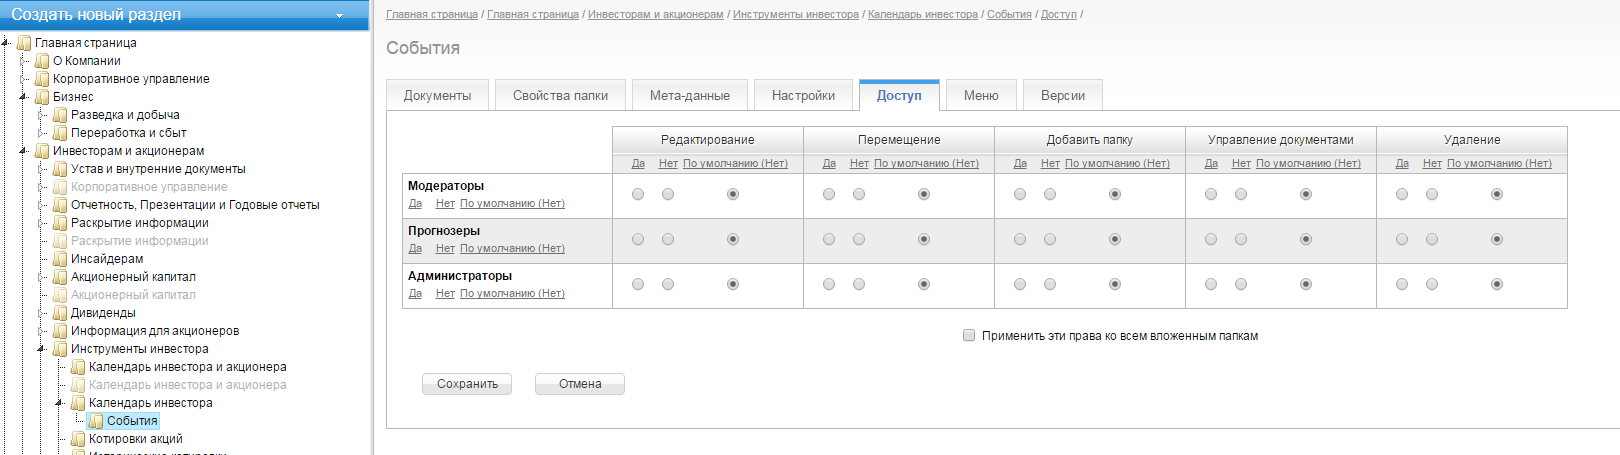 Создать новый раздел
Главная страница
О Компании
Корпоративное управление
Бизнес
Разведка и добыча
Переработка и сбыт
Инвесторам и акционерам
Устав и внутренние документы
Корпоративное управление
Отчетность, Презентации и Годовые отчеты
Раскрытие информации
Раскрытие информации
Инсайдерам
Акционерный капитал
Акционерный капитал
Дивиденды
Информация для акционеров
Инструменты инвестора
Календарь инвестора и акционера
Календарь инвестора и акционера
Календарь инвестора
События
Котировки акций
Главная страница / Главная страница / Инвесторам и акционерам / Инструменты инвестора / Календарь инвестора / События / Доступ /
События
Документы Свойства папки Мета-данные Настройки Доступ Меню Версии
Редактирование Перемещение Добавить папку Управление документами Удаление
Да Нет По умолчанию (Нет) Да Нет По умолчанию (Нет) Да Нет По умолчанию (Нет) Да Нет По умолчанию (Нет) Да Нет По умолчанию (Нет)
Модераторы
Да Нет По умолчанию (Нет)
Прогнозеры
Да Нет По умолчанию (Нет)
Администраторы
Да Нет По умолчанию (Нет)
Применить эти права ко всем вложенным папкам
Сохранить Отмена